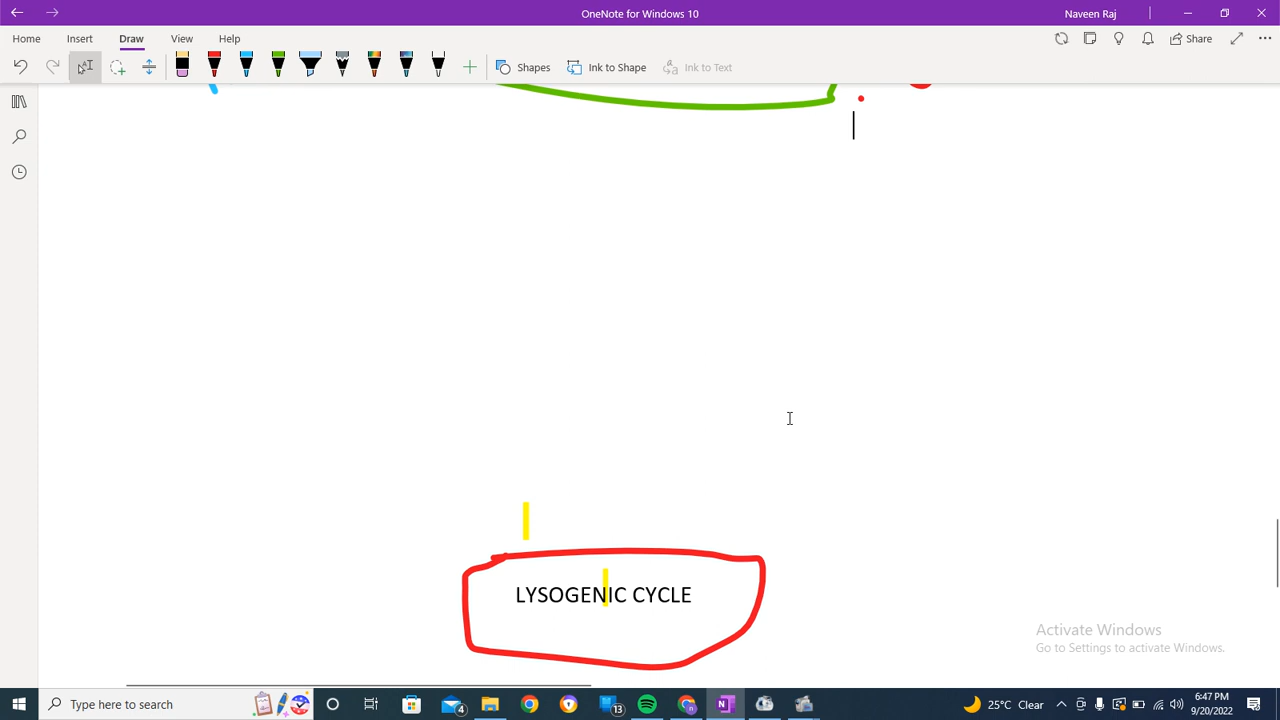 OneNote for Windows 10
Naveen Raj
Home Insert Draw View Help
Share
Shapes Ink to Shape Ink to Text
LYSOGENIC CYCLE
Activate Windows
Go to Settings to activate Windows.
Type here to search
4
13
25°C Clear
6:47 PM
9/20/2022